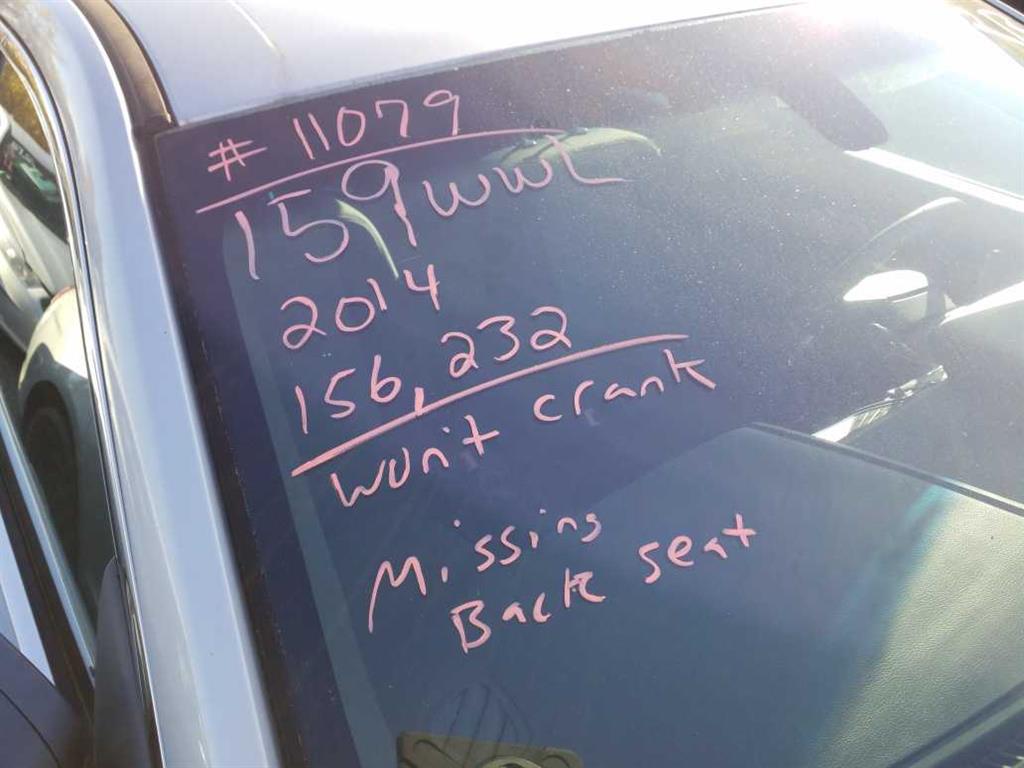 # 11079
159WWL
2014
156,232
won't crank
Missing
Back seat